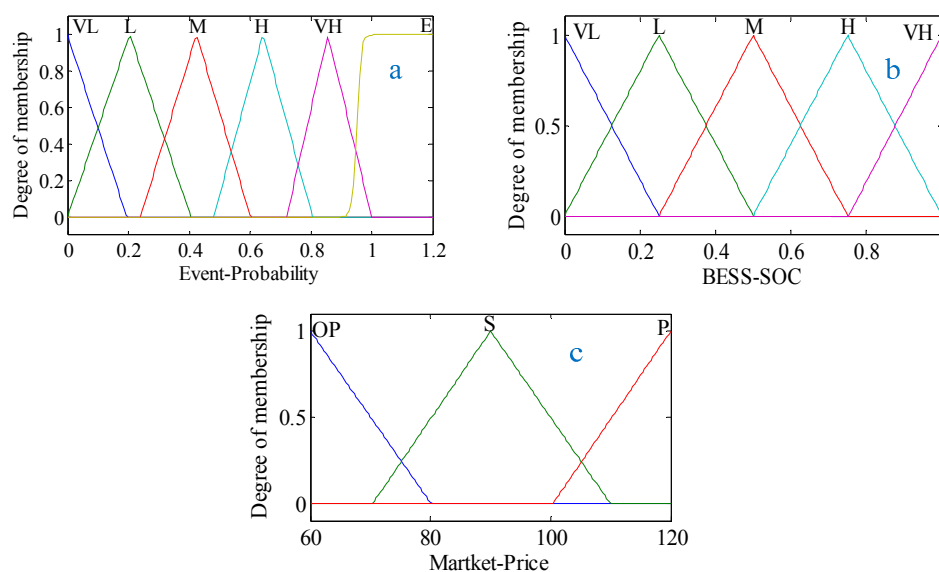 VL L M H VH E
a
Degree of membership
1
0.8
0.6
0.4
0.2
0
0 0.2 0.4 0.6 0.8 1 1.2
Event-Probability
VL L M H VH
b
Degree of membership
1
0.5
0
0.0 0.2 0.4 0.6 0.8
BESS-SOC
OP S P
c
Degree of membership
1
0.5
0
60 80 100 120
Martket-Price